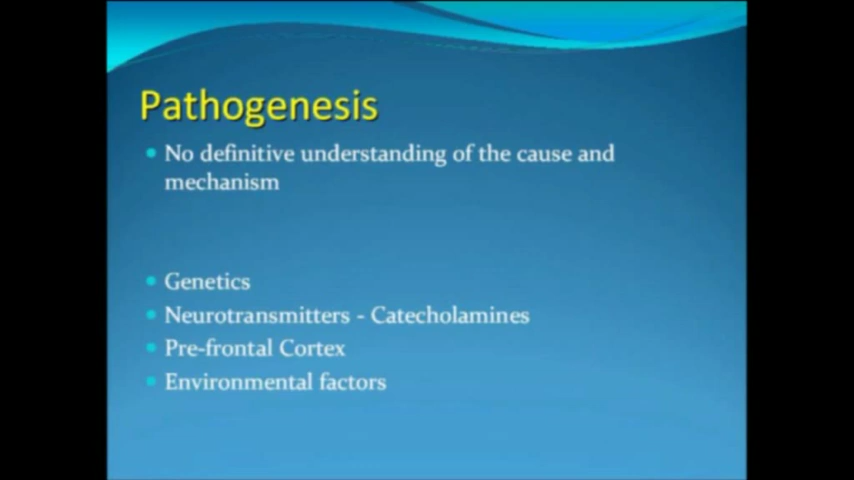 Pathogenesis
• No definitive understanding of the cause and
mechanism
• Genetics
• Neurotransmitters - Catecholamines
• Pre-frontal Cortex
• Environmental factors